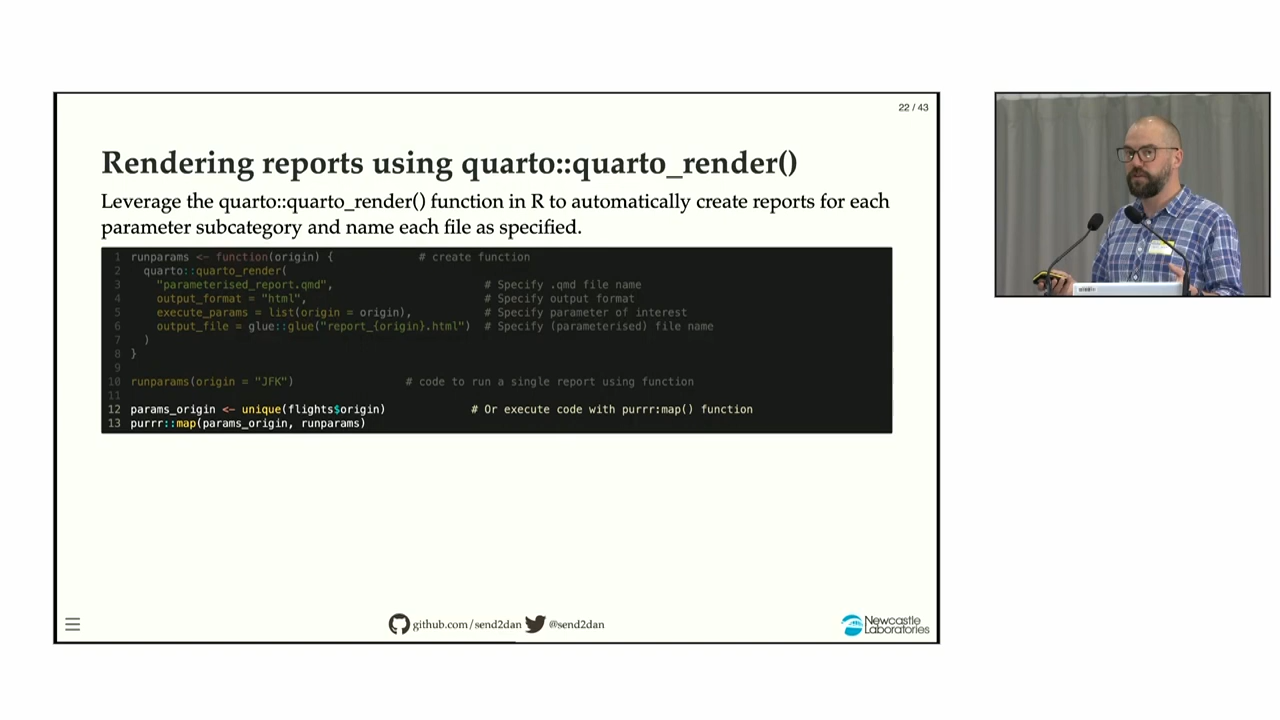 22 / 43
Rendering reports using quarto::quarto_render()
Leverage the quarto::quarto_render() function in R to automatically create reports for each
parameter subcategory and name each file as specified.
1 runparams <- function(origin) { # create function
2 quarto::quarto_render(
3 "parameterised_report.qmd", # Specify .qmd file name
4 output_format = "html", # Specify output format
5 execute_params = list(origin = origin), # Specify parameter of interest
6 output_file = glue::glue("report_{origin}.html") # Specify (parameterised) file name
7 )
8 }
9
10 runparams(origin = "JFK") # code to run a single report using function
11
12 params_origin <- unique(flights$origin) # Or execute code with purrr:map() function
13 purrr::map(params_origin, runparams)
github.com/send2dan @send2dan
Newcastle
Laboratories